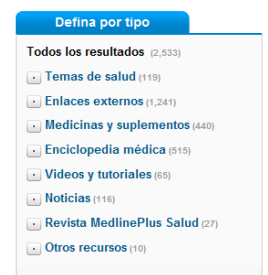 Defina por tipo
Todos los resultados (2,533)
Temas de salud (119)
Enlaces externos (1,241)
Medicinas y suplementos (440)
Enciclopedia médica (515)
Videos y tutoriales (65)
Noticias (116)
Revista MedlinePlus Salud (27)
Otros recursos (10)